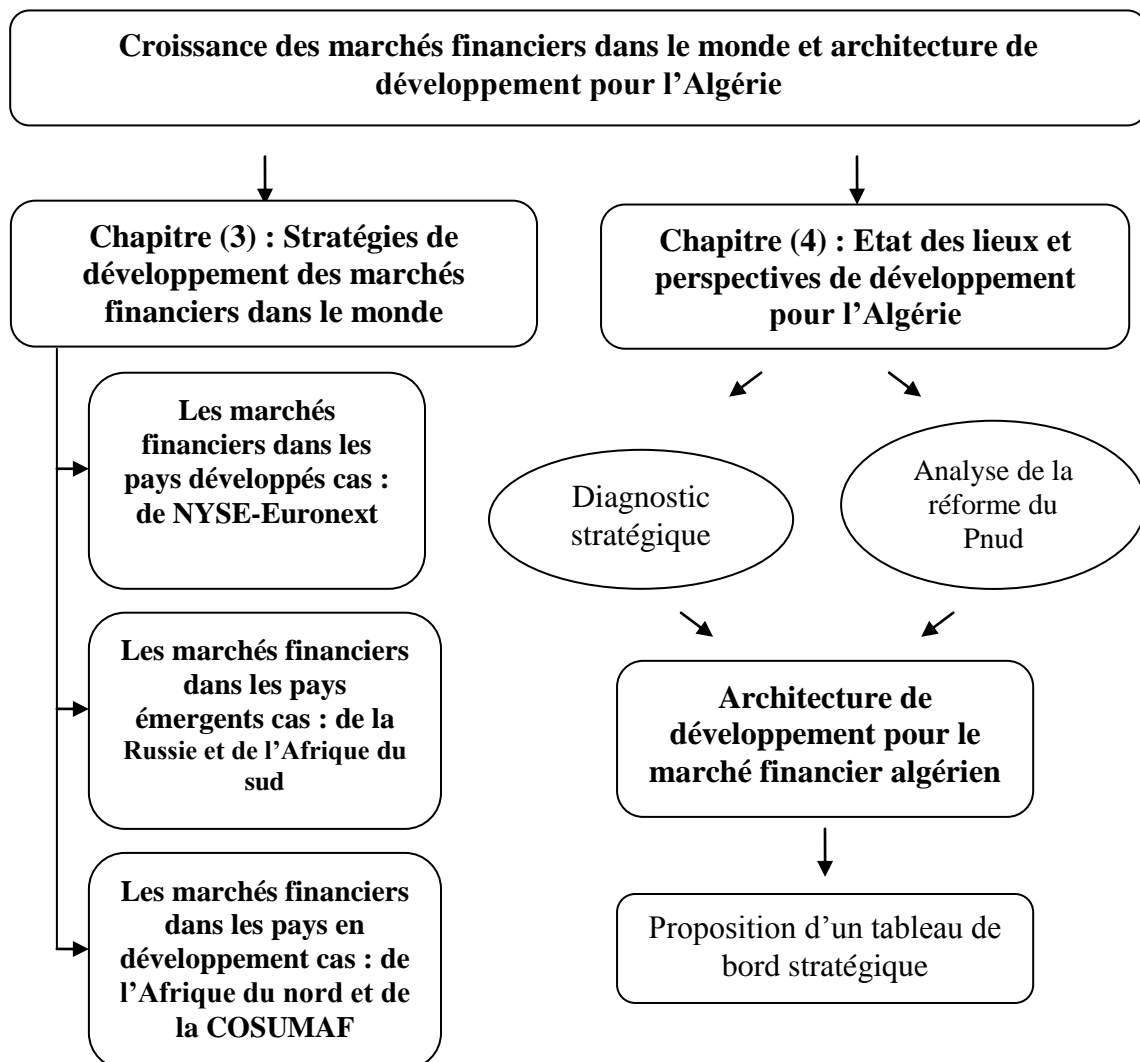 Croissance des marchés financiers dans le monde et architecture de
développement pour l’Algérie
Chapitre (3) : Stratégies de
développement des marchés
financiers dans le monde
Les marchés
financiers dans les
pays développés cas :
de NYSE-Euronext
Les marchés financiers
dans les pays
émergents cas : de la
Russie et de l’Afrique du
sud
Les marchés financiers
dans les pays en
développement cas : de
l’Afrique du nord et de
la COSUMAF
Chapitre (4) : Etat des lieux et
perspectives de développement
pour l’Algérie
Diagnostic
stratégique
Analyse de la
réforme du
Pnud
Architecture de
développement pour le
marché financier algérien
Proposition d’un tableau de
bord stratégique